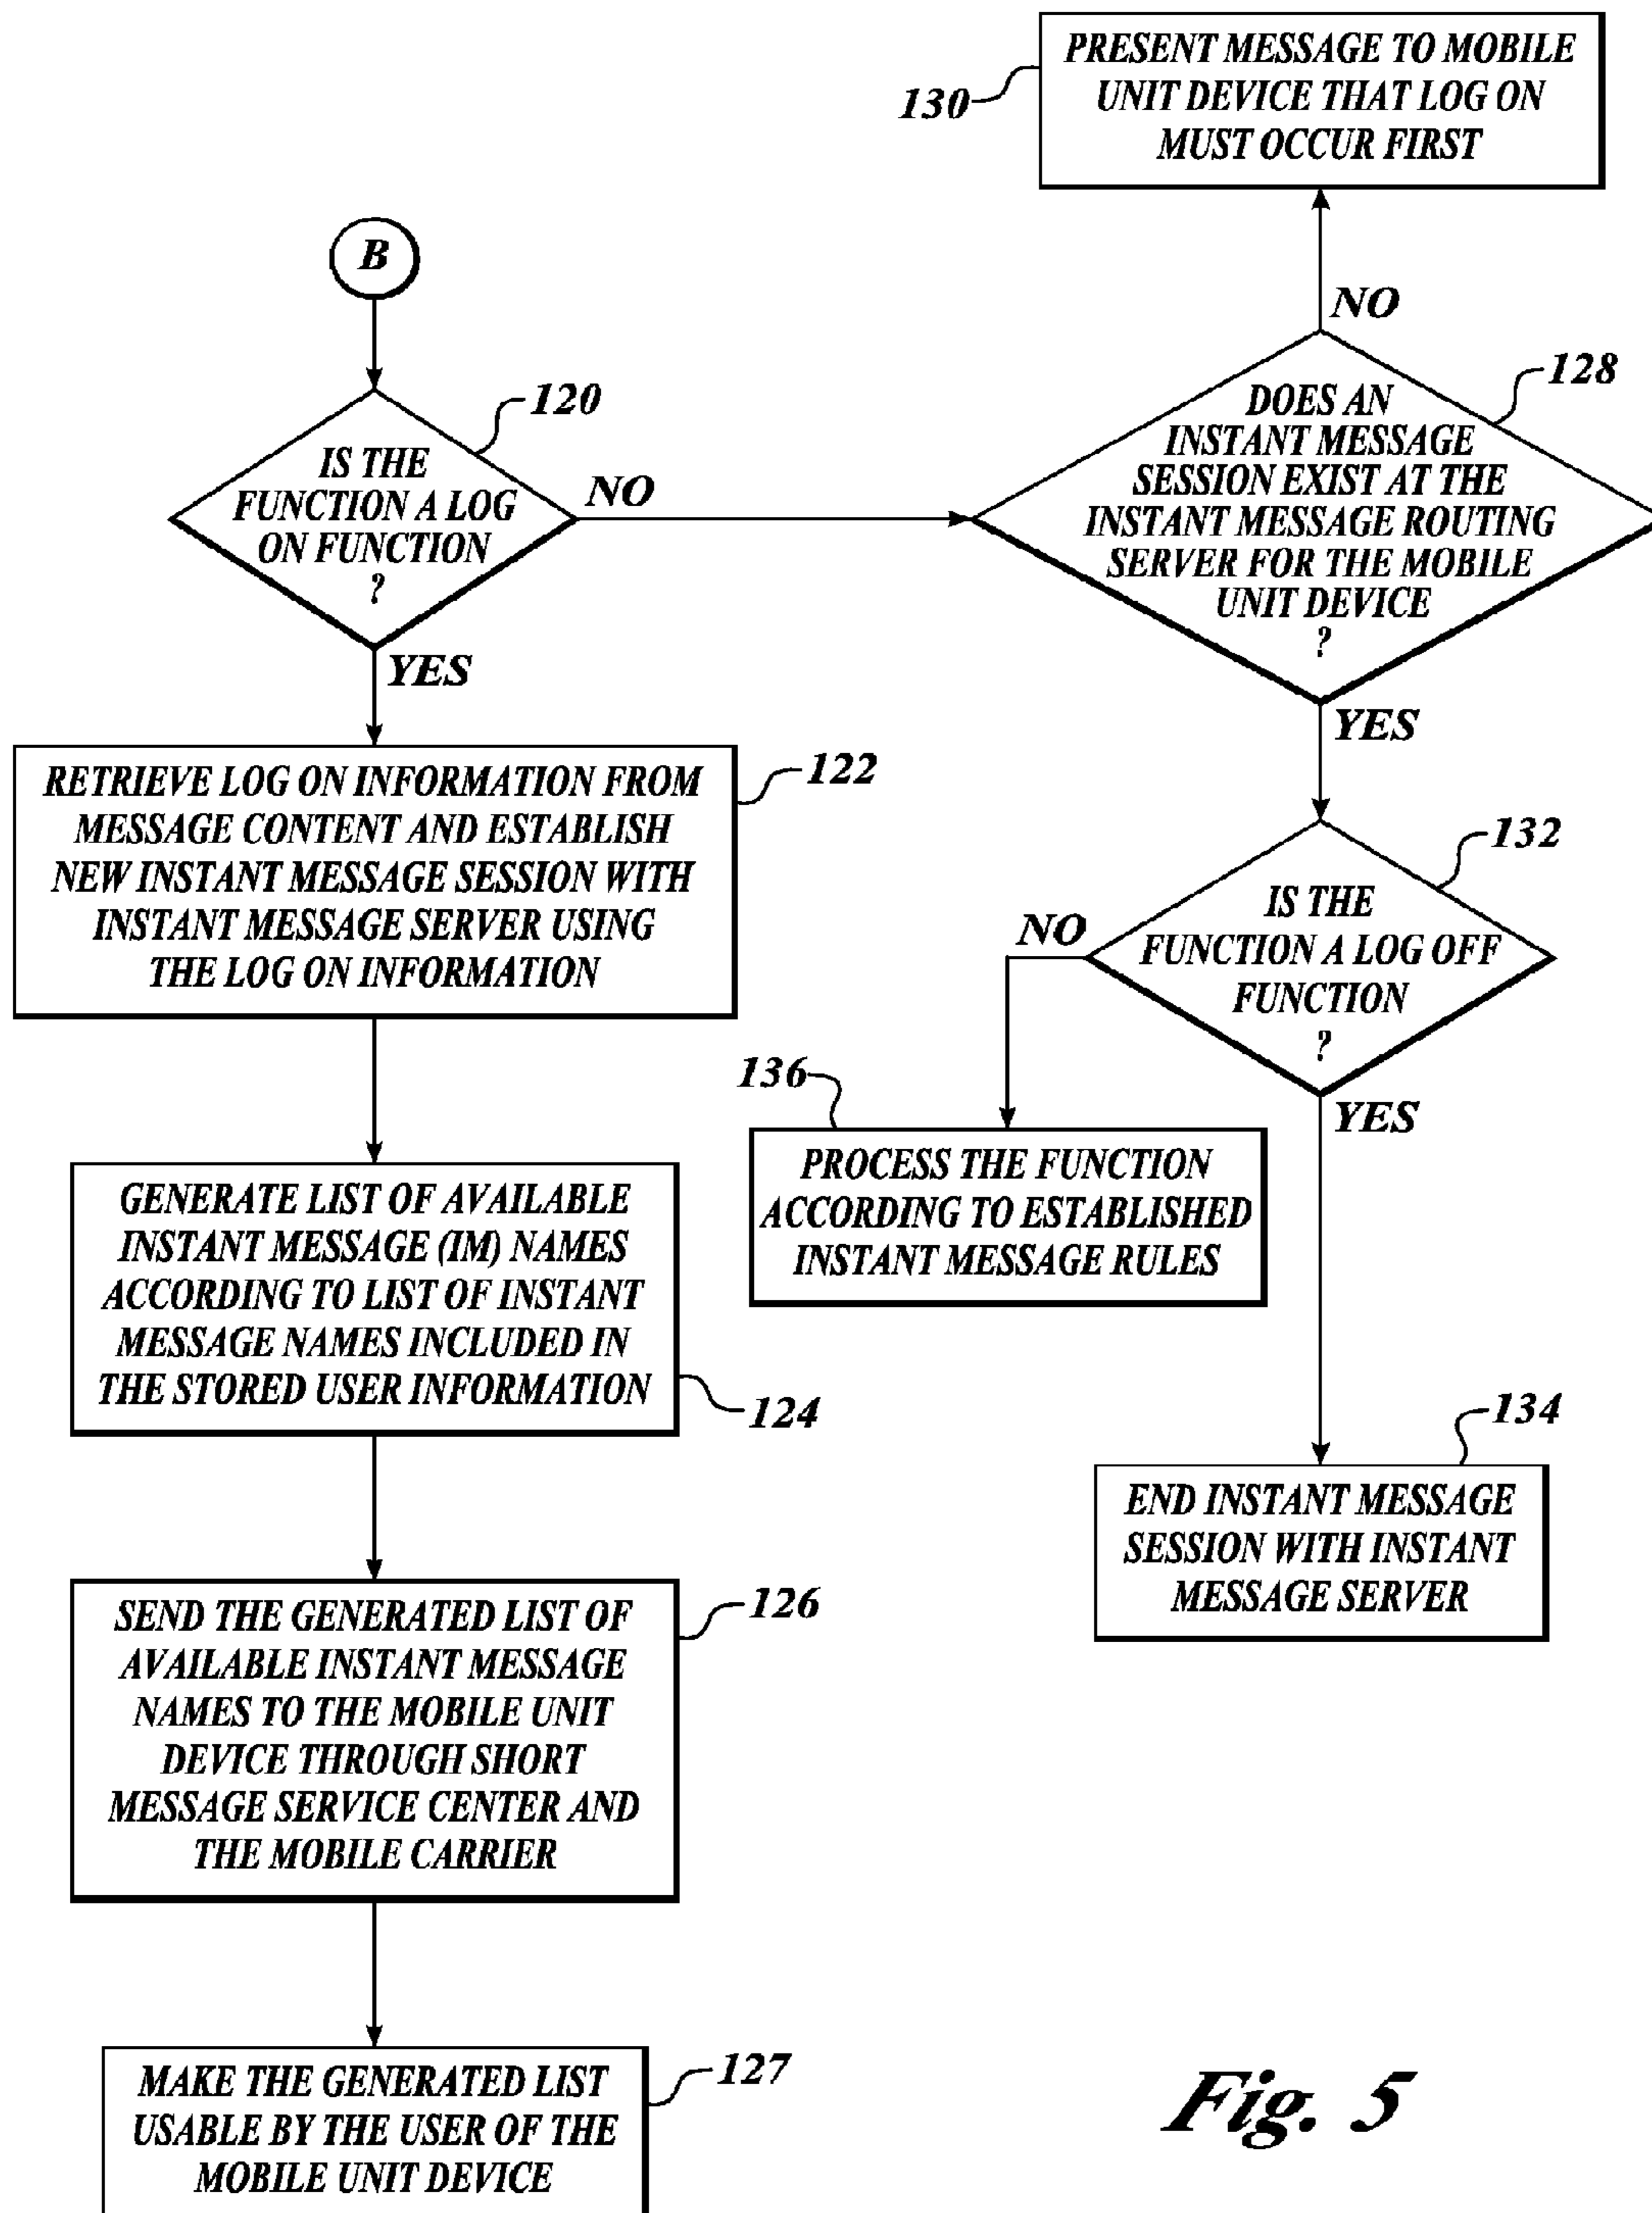 B
120
IS THE
FUNCTION A LOG
ON FUNCTION
?
NO
YES
122
RETRIEVE LOG ON INFORMATION FROM
MESSAGE CONTENT AND ESTABLISH
NEW INSTANT MESSAGE SESSION WITH
INSTANT MESSAGE SERVER USING
THE LOG ON INFORMATION
GENERATE LIST OF AVAILABLE
INSTANT MESSAGE (IM) NAMES
ACCORDING TO LIST OF INSTANT
MESSAGE NAMES INCLUDED IN
THE STORED USER INFORMATION
124
126
SEND THE GENERATED LIST OF
AVAILABLE INSTANT MESSAGE
NAMES TO THE MOBILE UNIT
DEVICE THROUGH SHORT
MESSAGE SERVICE CENTER AND
THE MOBILE CARRIER
127
MAKE THE GENERATED LIST
USABLE BY THE USER OF THE
MOBILE UNIT DEVICE
130
PRESENT MESSAGE TO MOBILE
UNIT DEVICE THAT LOG ON
MUST OCCUR FIRST
NO
128
DOES AN
INSTANT MESSAGE
SESSION EXIST AT THE
INSTANT MESSAGE ROUTING
SERVER FOR THE MOBILE
UNIT DEVICE
?
YES
132
IS THE
FUNCTION A LOG OFF
FUNCTION
?
NO
YES
136
PROCESS THE FUNCTION
ACCORDING TO ESTABLISHED
INSTANT MESSAGE RULES
134
END INSTANT MESSAGE
SESSION WITH INSTANT
MESSAGE SERVER
Fig. 5